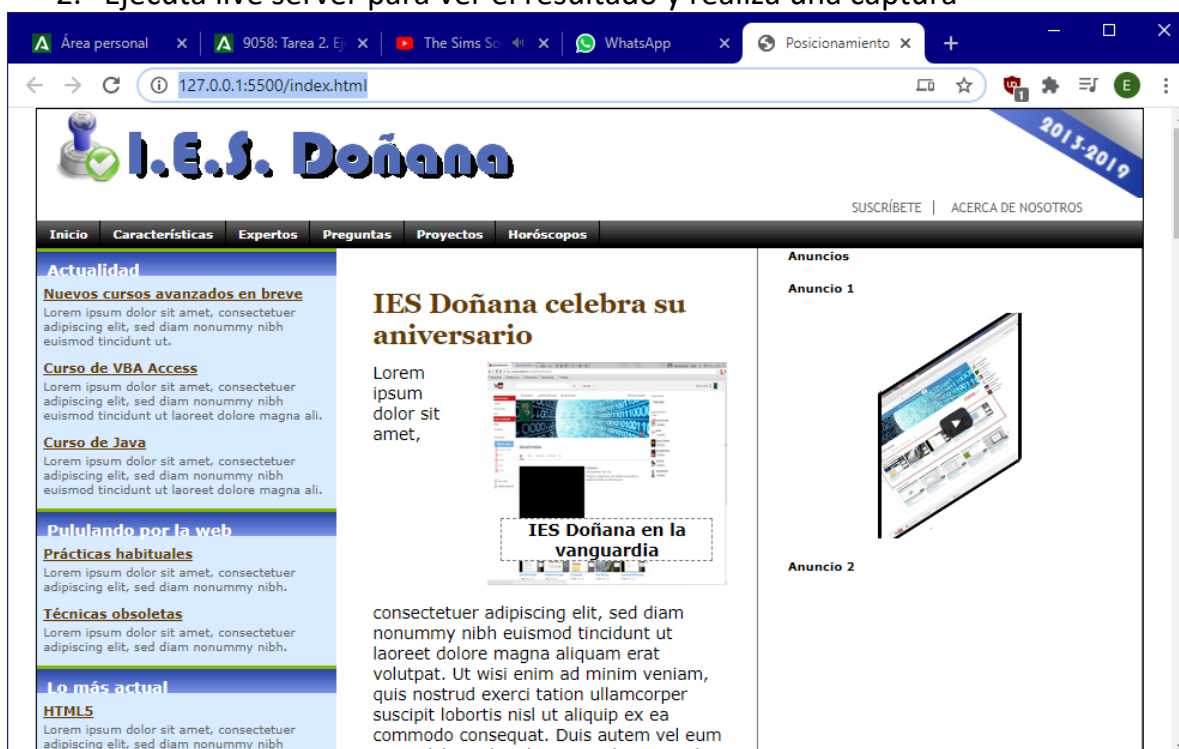 2. Ejecuta live server para ver el resultado y realiza una captura
Área personal
9058: Tarea 2. Ej
The Sims So
WhatsApp
Posicionamiento
127.0.0.1:5500/index.html
1
E
I.E.S. Doñana
2013-2019
SUSCRÍBETE | ACERCA DE NOSOTROS
Inicio Características Expertos Preguntas Proyectos Horóscopos
Actualidad
Nuevos cursos avanzados en breve
Lorem ipsum dolor sit amet, consectetuer
adipiscing elit, sed diam nonummy nibh
euismod tincidunt ut.
Curso de VBA Access
Lorem ipsum dolor sit amet, consectetuer
adipiscing elit, sed diam nonummy nibh
euismod tincidunt ut laoreet dolore magna ali.
Curso de Java
Lorem ipsum dolor sit amet, consectetuer
adipiscing elit, sed diam nonummy nibh
euismod tincidunt ut laoreet dolore magna ali.
Pululando por la web
Prácticas habituales
Lorem ipsum dolor sit amet, consectetuer
adipiscing elit, sed diam nonummy nibh.
Técnicas obsoletas
Lorem ipsum dolor sit amet, consectetuer
adipiscing elit, sed diam nonummy nibh.
Lo más actual
HTML5
Lorem ipsum dolor sit amet, consectetuer
adipiscing elit, sed diam nonummy nibh
IES Doñana celebra su
aniversario
Lorem
ipsum
dolor sit
amet,
IES Doñana en la
vanguardia
consectetuer adipiscing elit, sed diam
nonummy nibh euismod tincidunt ut
laoreet dolore magna aliquam erat
volutpat. Ut wisi enim ad minim veniam,
quis nostrud exerci tation ullamcorper
suscipit lobortis nisl ut aliquip ex ea
commodo consequat. Duis autem vel eum
Anuncios
Anuncio 1
Anuncio 2